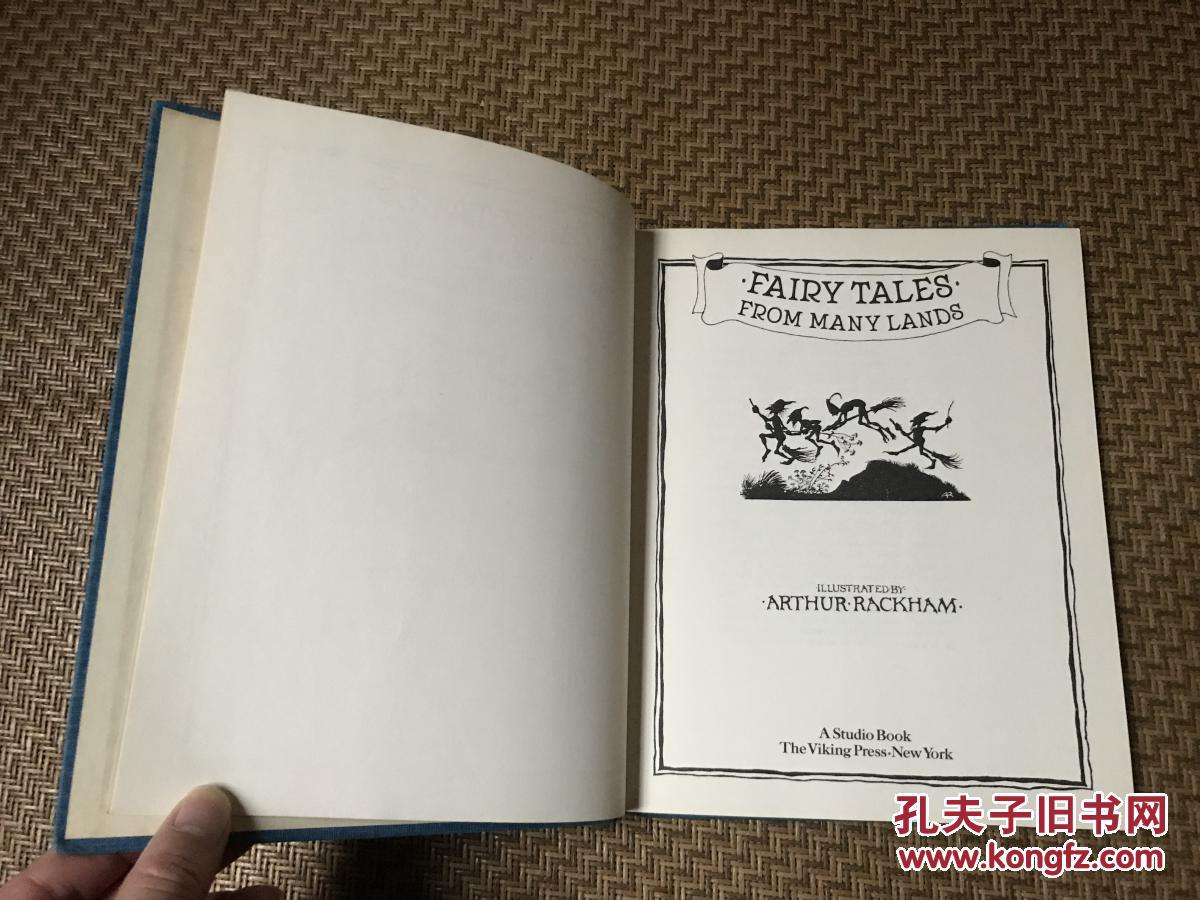 ·FAIRY TALES·
FROM MANY LANDS
·ILLUSTRATED BY·
·ARTHUR·RACKHAM·
A Studio Book
The Viking Press·New York
孔夫子旧书网
www.kongfz.com